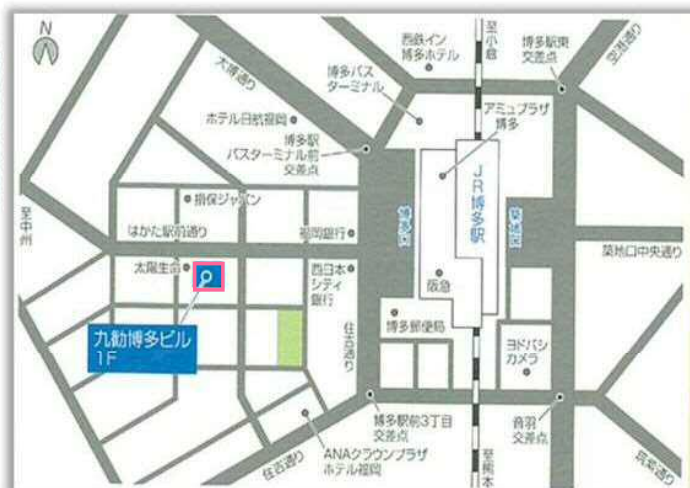 N
至小倉
西鉄イン
博多ホテル
博多駅東
交差点
空港通り
大博通り
博多バス
ターミナル
ホテル日航福岡
アミュプラザ
博多
博多駅
バスターミナル前
交差点
JR博多駅
損保ジャパン
至中州
はかた駅前通り
福岡銀行
博多口
築紫口
築地口中央通り
太陽生命
西日本
シティ
銀行
阪急
住吉通り
博多郵便局
ヨドバシ
カメラ
九勧博多ビル
1F
博多駅前3丁目
交差点
音羽
交差点
ANAクラウンプラザ
ホテル福岡
住吉通り
至熊本
筑紫通り